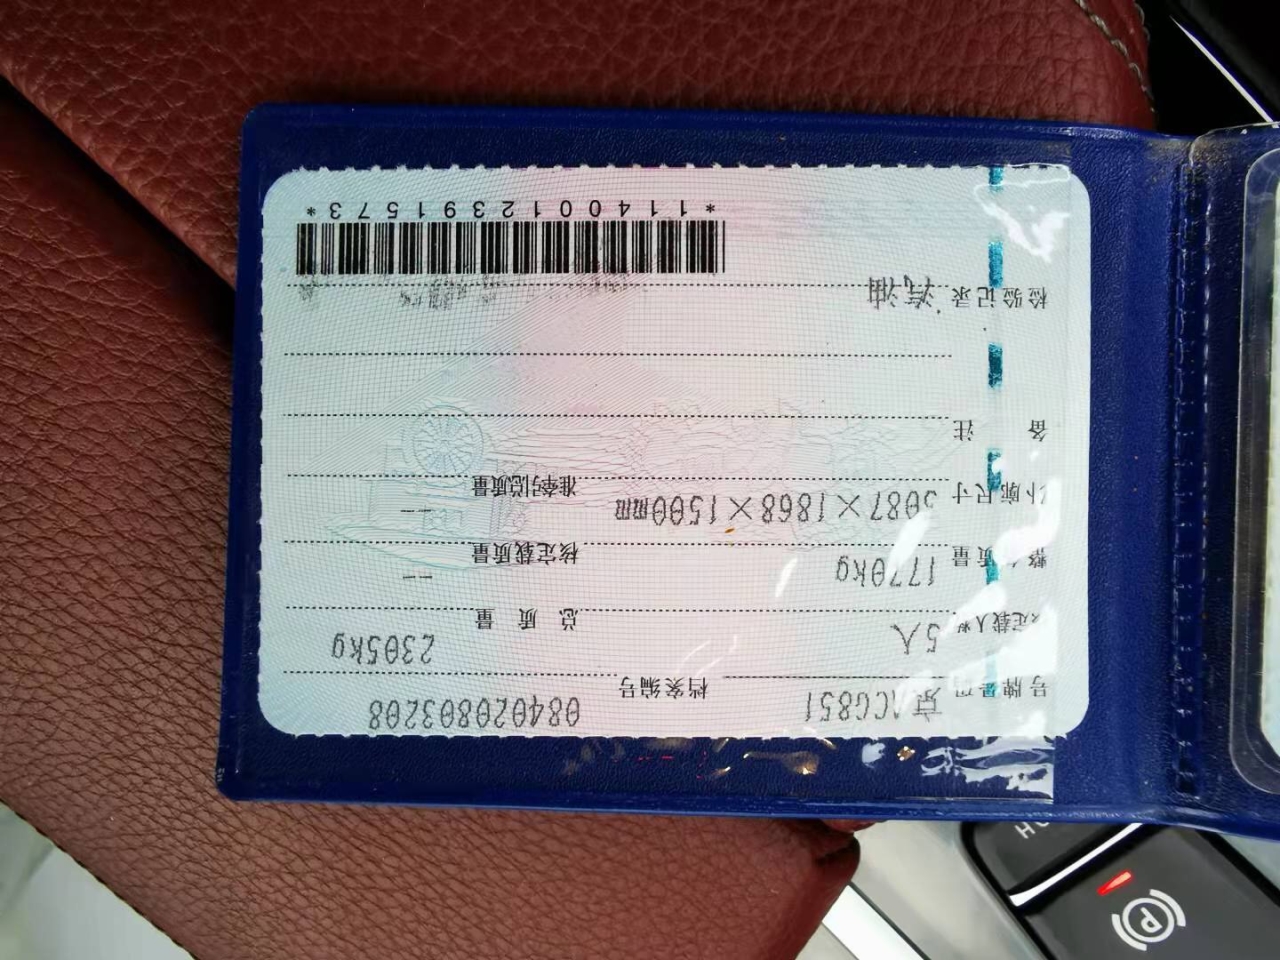 号牌号码 京ACG851 档案编号 084020803208
核定载人数 5人 总质量 2305kg
整备质量 1770kg 核定载质量 --
外廓尺寸 5087×1868×1500mm 准牵引总质量 --
备注
检验记录 汽油
*1140012391573*
P